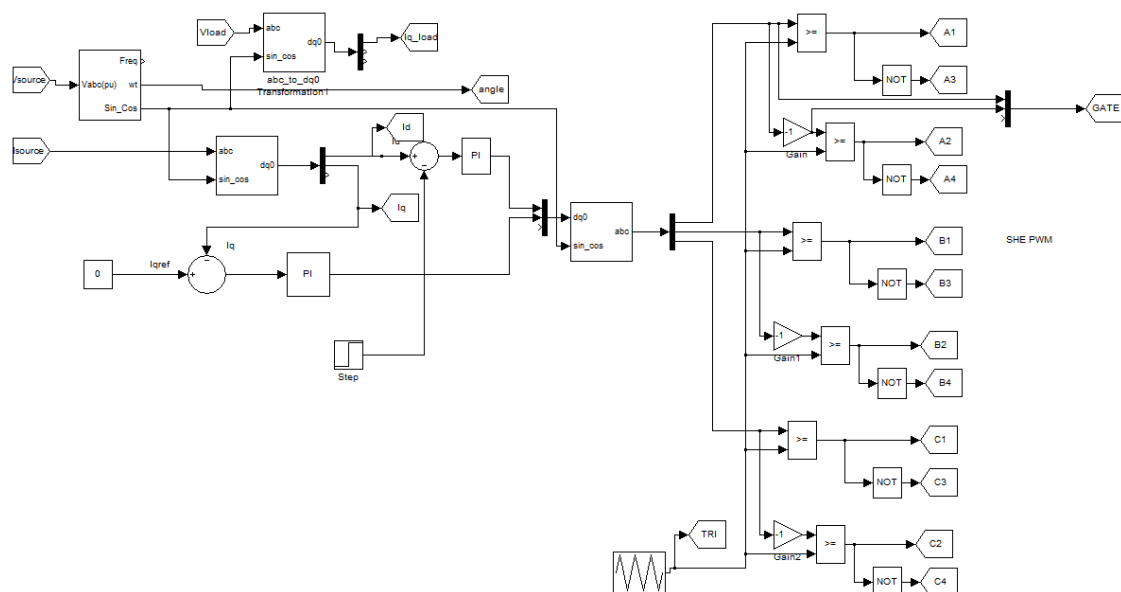 Vload
abc
sin_cos
dq0
abc_to_dq0
Transformation1
Iq_load
Vsource
Vabc(pu)
Freq
wt
Sin_Cos
angle
Isource
abc
sin_cos
dq0
Id
PI
Iq
Iq
0
Iqref
PI
Step
dq0
sin_cos
abc
>=
A1
NOT
A3
GATE
-1
Gain
>=
A2
NOT
A4
>=
B1
NOT
B3
SHE PWM
-1
Gain1
>=
B2
NOT
B4
>=
C1
NOT
C3
TRI
-1
Gain2
>=
C2
NOT
C4